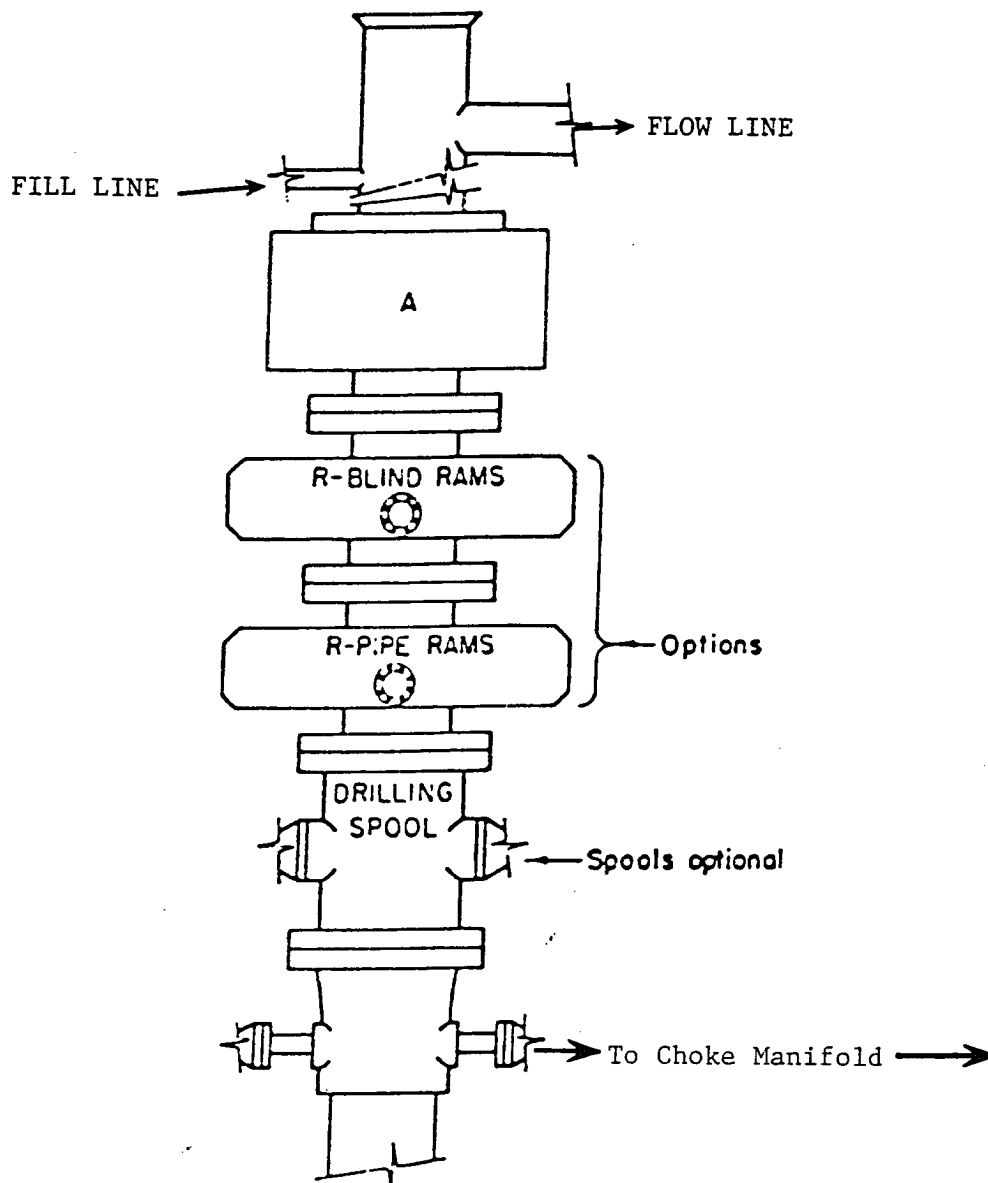 FLOW LINE
FILL LINE
A
R-BLIND RAMS
R-PIPE RAMS
Options
DRILLING
SPOOL
Spools optional
To Choke Manifold